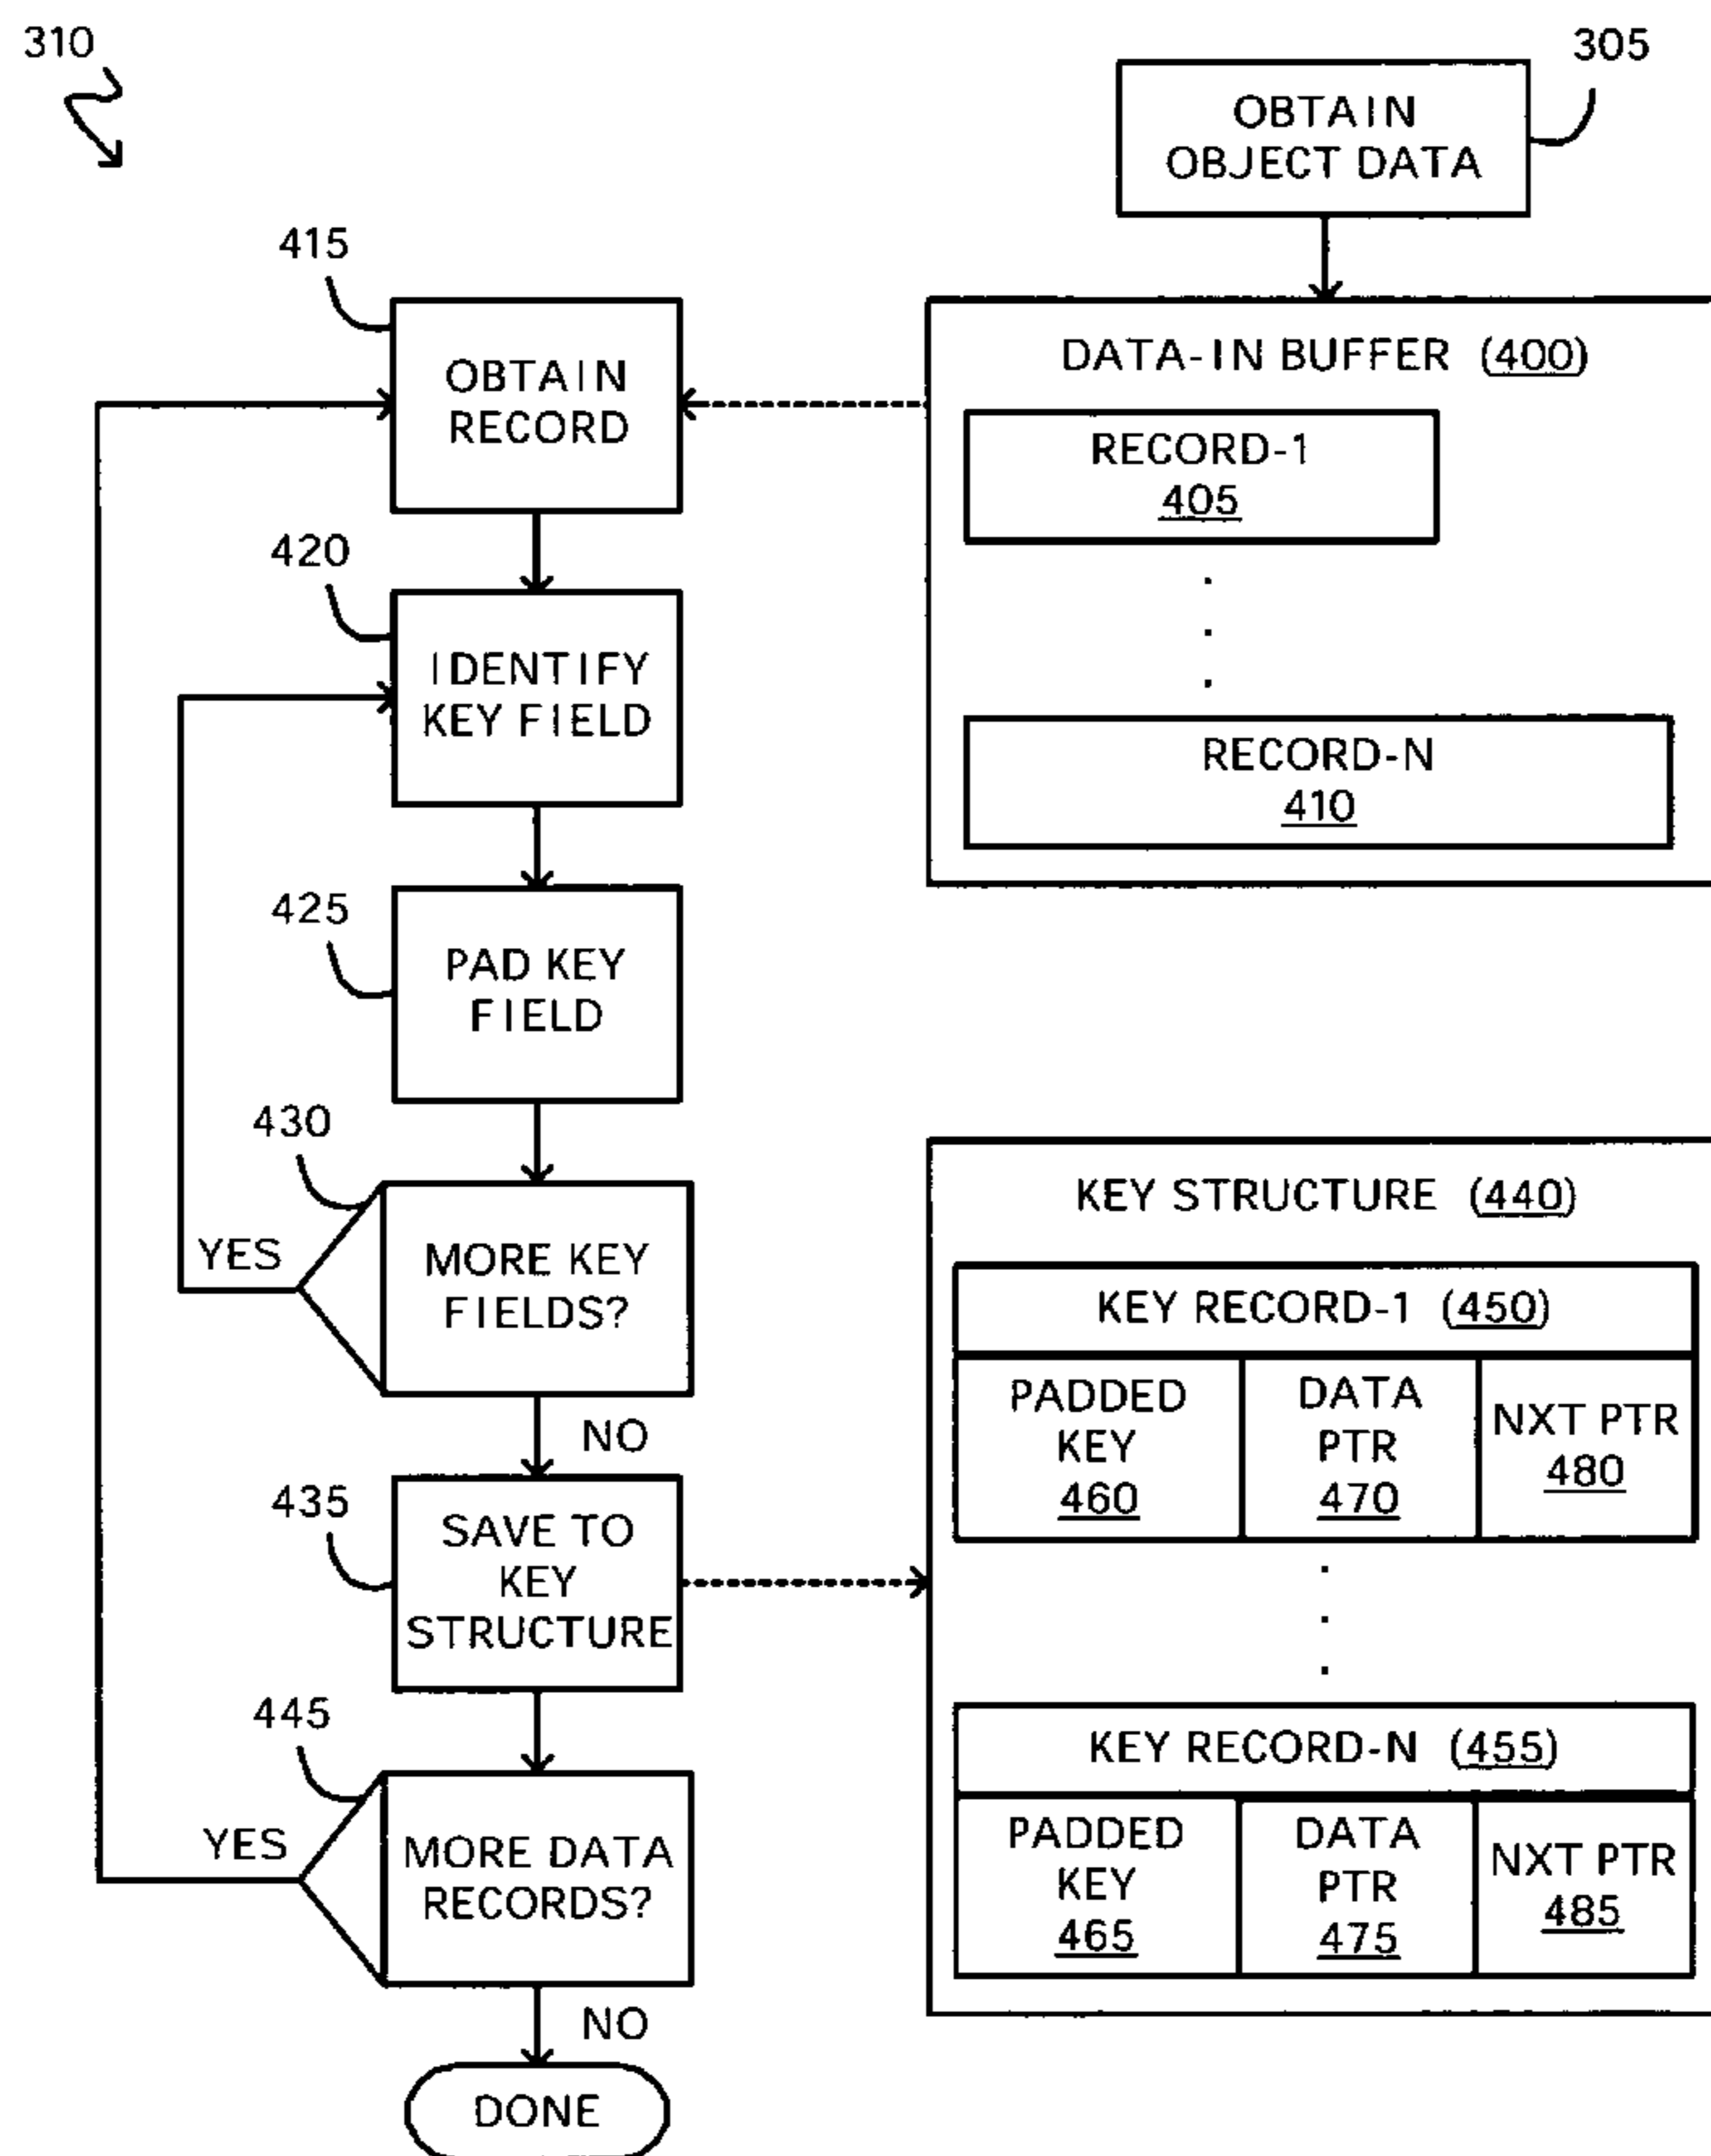 310
305
OBTAIN
OBJECT DATA
415
OBTAIN
RECORD
DATA-IN BUFFER (400)
RECORD-1
405
.
.
.
RECORD-N
410
420
IDENTIFY
KEY FIELD
425
PAD KEY
FIELD
430
YES
MORE KEY
FIELDS?
NO
435
SAVE TO
KEY
STRUCTURE
KEY STRUCTURE (440)
KEY RECORD-1 (450)
PADDED
KEY
460
DATA
PTR
470
NXT PTR
480
.
.
.
KEY RECORD-N (455)
PADDED
KEY
465
DATA
PTR
475
NXT PTR
485
445
YES
MORE DATA
RECORDS?
NO
DONE